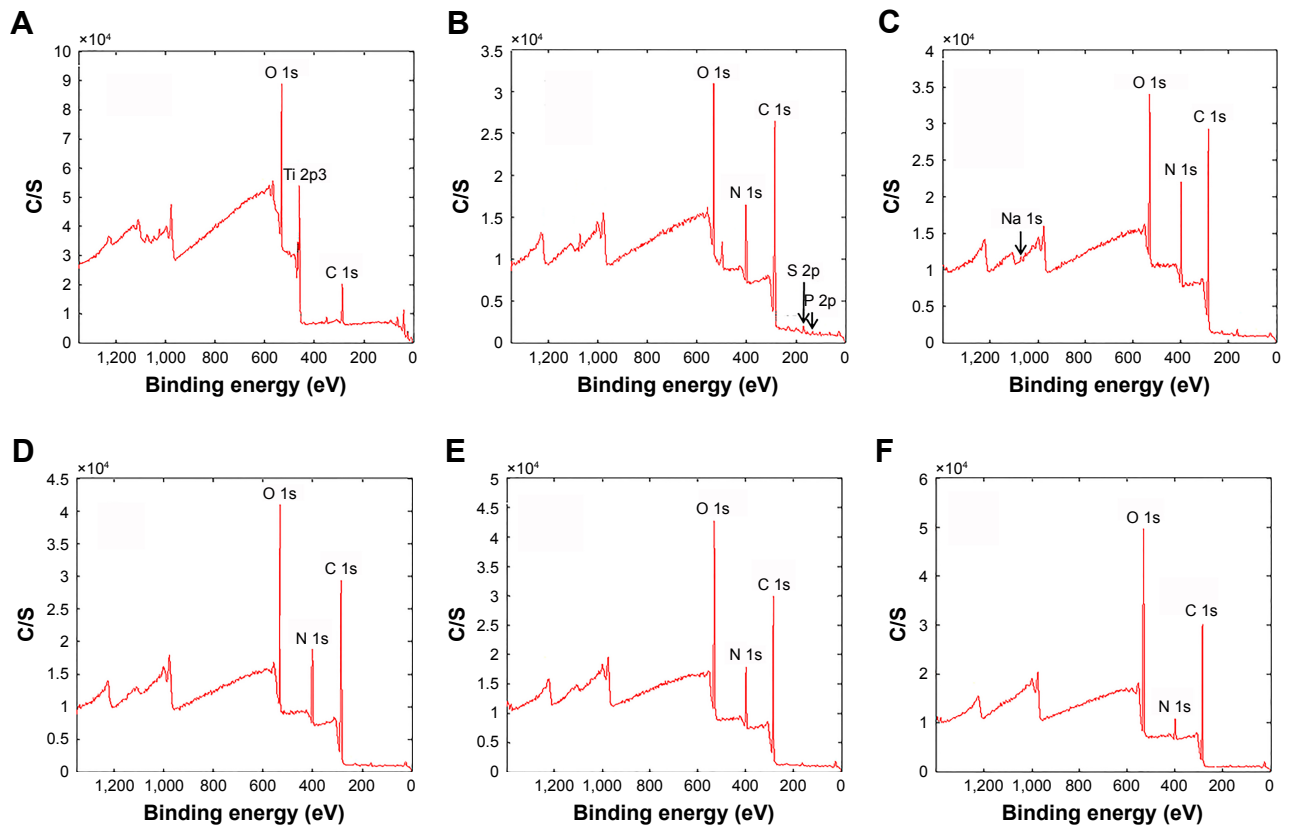 A
×10⁴
10
9
8
7
6
5
4
3
2
1
0
C/S
O 1s
Ti 2p3
C 1s
1,200 1,000 800 600 400 200 0
Binding energy (eV)
B
×10⁴
3.5
3
2.5
2
1.5
1
0.5
0
C/S
O 1s
C 1s
N 1s
S 2p
P 2p
1,200 1,000 800 600 400 200 0
Binding energy (eV)
C
×10⁴
40
3.5
3
2.5
2
1.5
1
0.5
0
C/S
O 1s
C 1s
N 1s
Na 1s
1,200 1,000 800 600 400 200 0
Binding energy (eV)
D
×10⁴
4.5
4
3.5
3
2.5
2
1.5
1
0.5
0
C/S
O 1s
C 1s
N 1s
1,200 1,000 800 600 400 200 0
Binding energy (eV)
E
×10⁴
50
4.5
4
3.5
3
2.5
2
1.5
1
0.5
0
C/S
O 1s
C 1s
N 1s
1,200 1,000 800 600 400 200 0
Binding energy (eV)
F
×10⁴
60
5
4
3
2
1
0
C/S
O 1s
C 1s
N 1s
1,200 1,000 800 600 400 200 0
Binding energy (eV)